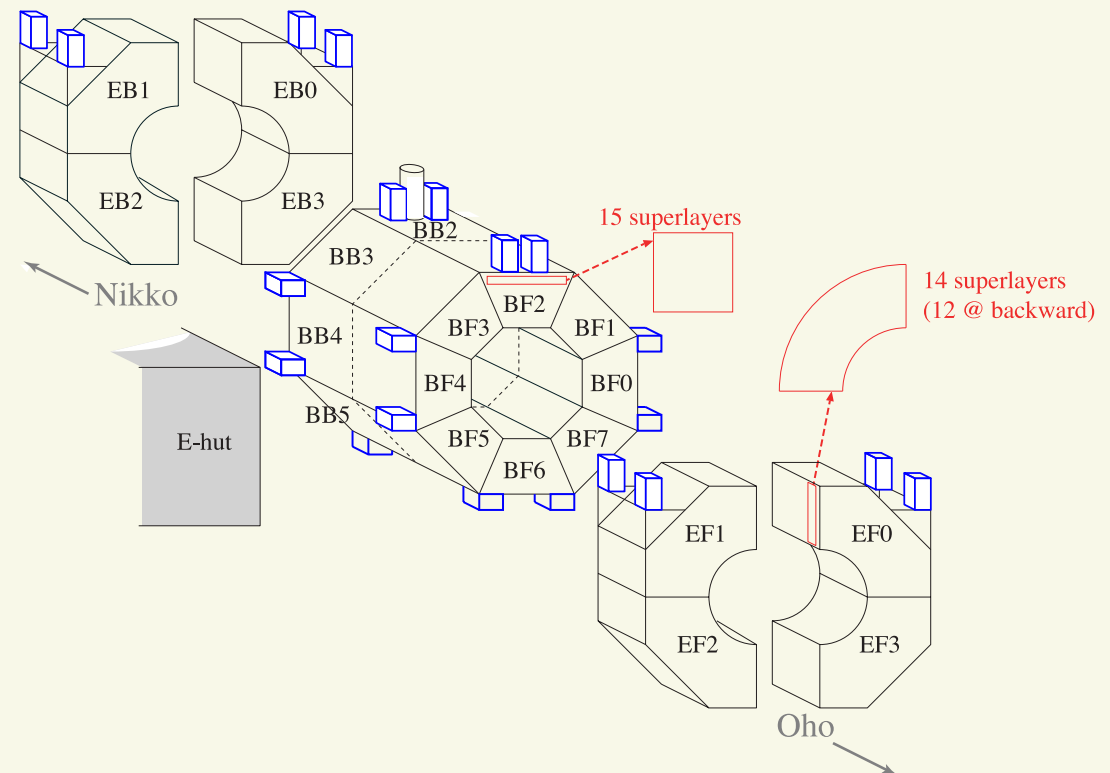 EB1
EB0
EB2
EB3
Nikko
BB2
BB3
BB4
BB5
15 superlayers
14 superlayers
(12 @ backward)
BF2
BF3
BF1
BF4
BF0
BF5
BF7
BF6
E-hut
EF1
EF0
EF2
EF3
Oho